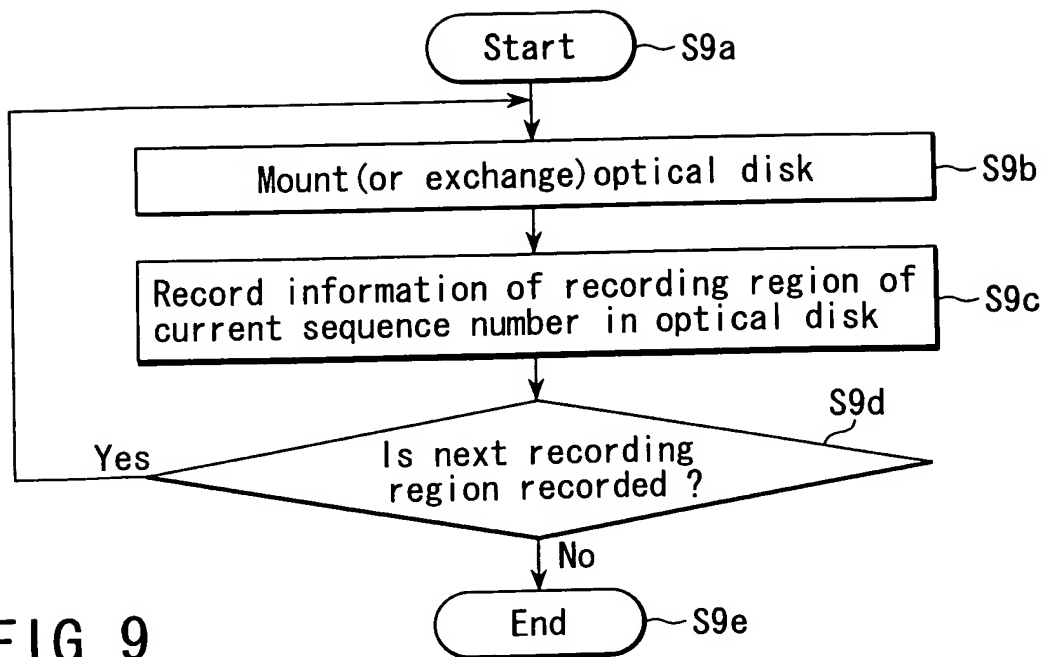 Start
S9a
Mount(or exchange)optical disk
S9b
Record information of recording region of
current sequence number in optical disk
S9c
S9d
Yes
Is next recording
region recorded ?
No
End
S9e
FIG 9